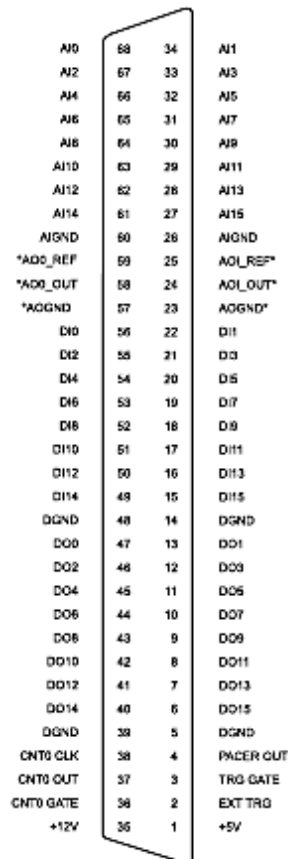 AI0 68 34 AI1
AI2 67 33 AI3
AI4 66 32 AI5
AI6 65 31 AI7
AI8 64 30 AI9
AI10 63 29 AI11
AI12 62 28 AI13
AI14 61 27 AI15
AIGND 60 26 AIGND
*AO0_REF 59 25 AOI_REF*
*AO0_OUT 58 24 AOI_OUT*
*AOGND 57 23 AOGND*
DI0 56 22 DI1
DI2 55 21 DI3
DI4 54 20 DI5
DI6 53 19 DI7
DI8 52 18 DI9
DI10 51 17 DI11
DI12 50 16 DI13
DI14 49 15 DI15
DGND 48 14 DGND
DO0 47 13 DO1
DO2 46 12 DO3
DO4 45 11 DO5
DO6 44 10 DO7
DO8 43 9 DO9
DO10 42 8 DO11
DO12 41 7 DO13
DO14 40 6 DO15
DGND 39 5 DGND
CNT0 CLK 38 4 PACER OUT
CNT0 OUT 37 3 TRG GATE
CNT0 GATE 36 2 EXT TRG
+12V 35 1 +5V